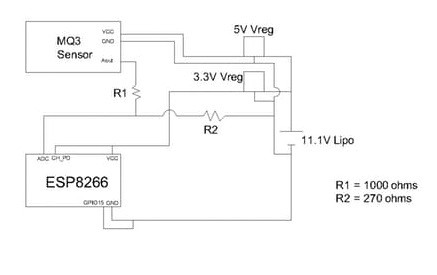 5V Vreg
VCC
GND
MQ3
Sensor
Aout
3.3V Vreg
R1
R2
11.1V Lipo
ADC CH_PD VCC
ESP8266
GPIO15 GND
R1 = 1000 ohms
R2 = 270 ohms